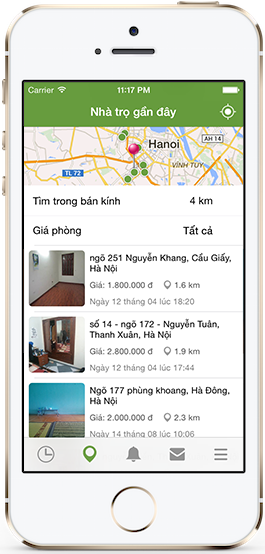 Carrier 11:17 PM
Nhà trọ gần đây
AH 14
Hanoi
VĨNH TUY
TL 72
Tìm trong bán kính 4 km
Giá phòng Tất cả
ngõ 251 Nguyễn Khang, Cầu Giấy,
Hà Nội
Giá: 1.800.000 đ 1.6 km
Ngày 12 tháng 04 lúc 18:20
số 14 - ngõ 172 - Nguyễn Tuân,
Thanh Xuân, Hà Nội
Giá: 2.800.000 đ 1.9 km
Ngày 12 tháng 04 lúc 17:44
Ngõ 177 phùng khoang, Hà Đông,
Hà Nội
Giá: 2.000.000 đ 2.3 km
Ngày 14 tháng 08 lúc 10:06